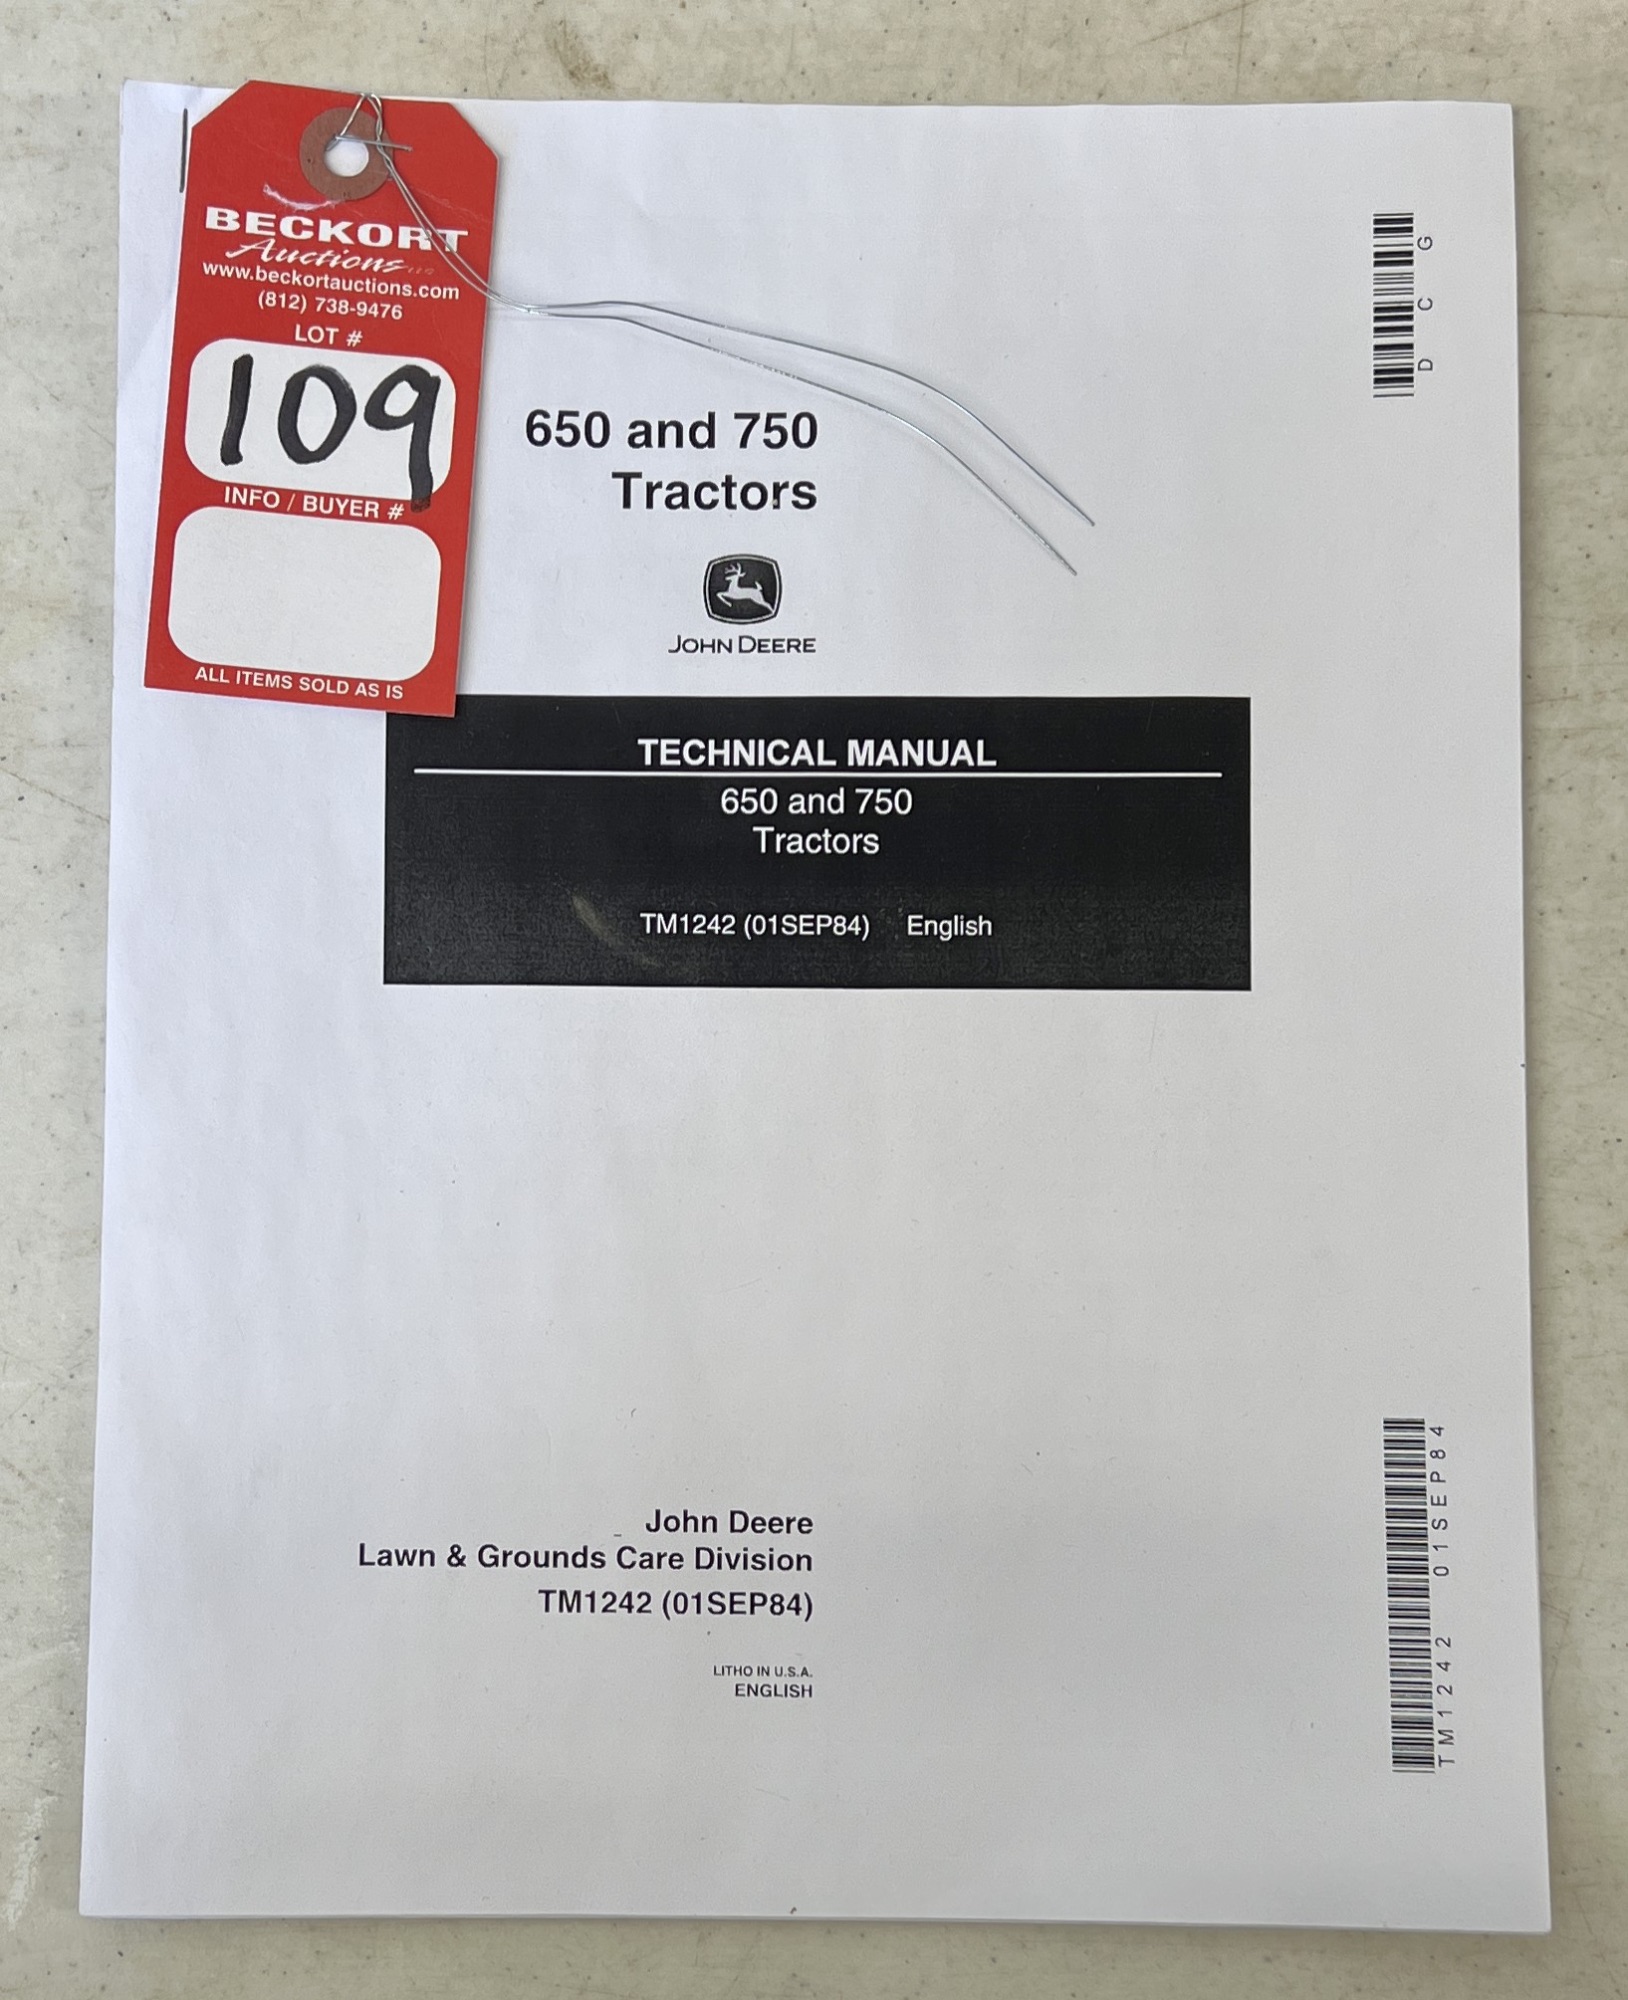 BECKORT
Auctions
www.beckortauctions.com
(812) 738-9476
LOT #
109
INFO / BUYER #
ALL ITEMS SOLD AS IS
650 and 750
Tractors
JOHN DEERE
TECHNICAL MANUAL
650 and 750
Tractors
TM1242 (01SEP84) English
John Deere
Lawn & Grounds Care Division
TM1242 (01SEP84)
LITHO IN U.S.A.
ENGLISH
DCG
TM1242 01SEP84